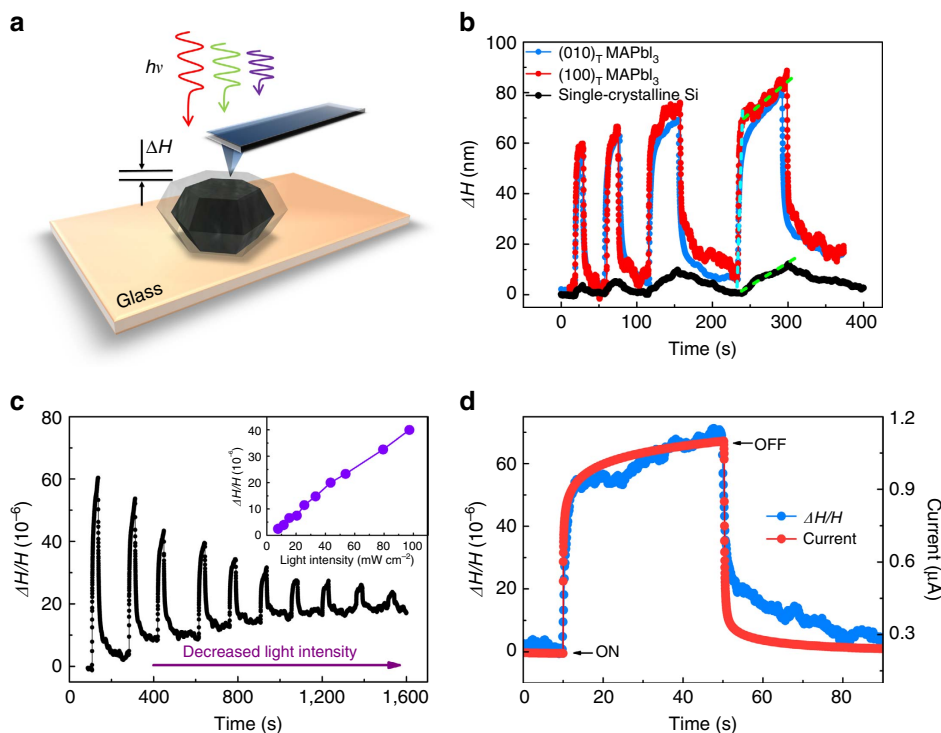 a
hν
ΔH
Glass
b
100
80
60
40
20
0
ΔH (nm)
(010)T MAPbI3
(100)T MAPbI3
Single-crystalline Si
0 100 200 300 400
Time (s)
c
80
60
40
20
0
ΔH/H (10−6)
40
30
20
10
0
ΔH/H (10−6)
0 20 40 60 80 100
Light intensity (mW cm−2)
Decreased light intensity
0 400 800 1,200 1,600
Time (s)
d
60
40
20
0
ΔH/H (10−6)
OFF
ΔH/H
Current
ON
1.2
0.9
0.6
0.3
Current (μA)
0 20 40 60 80
Time (s)